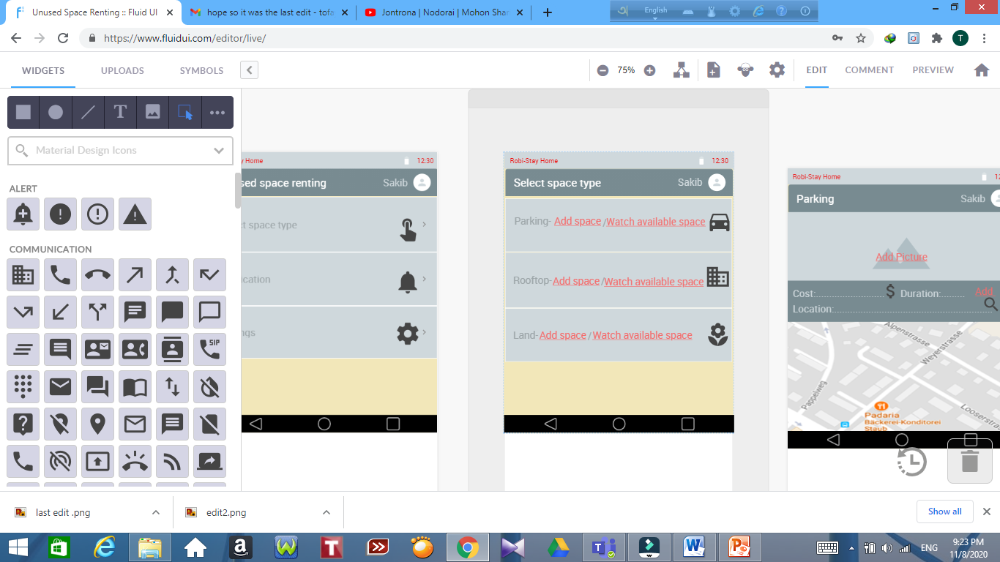 Unused Space Renting :: Fluid UI
hope so it was the last edit - tofa
Jontrona | Nodorai | Mohon Shar
English
https://www.fluidui.com/editor/live/
T
WIDGETS
UPLOADS
SYMBOLS
75%
EDIT
COMMENT
PREVIEW
T
Material Design Icons
ALERT
COMMUNICATION
SIP
y Home
12:30
sed space renting
Sakib
ct space type
ication
ngs
Robi-Stay Home
12:30
Select space type
Sakib
Parking- Add space /Watch available space
Rooftop-Add space /Watch available space
Land-Add space / Watch available space
Robi-Stay Home
12
Parking
Sakib
Add Picture
Cost:
$
Duration:
Add
Location:
Alpenstrasse
Weyerstrasse
Pappelweg
Looserstrasse
Padaria
Bäckerei-Konditorei
Staub
last edit .png
edit2.png
Show all
ENG
9:23 PM
11/8/2020